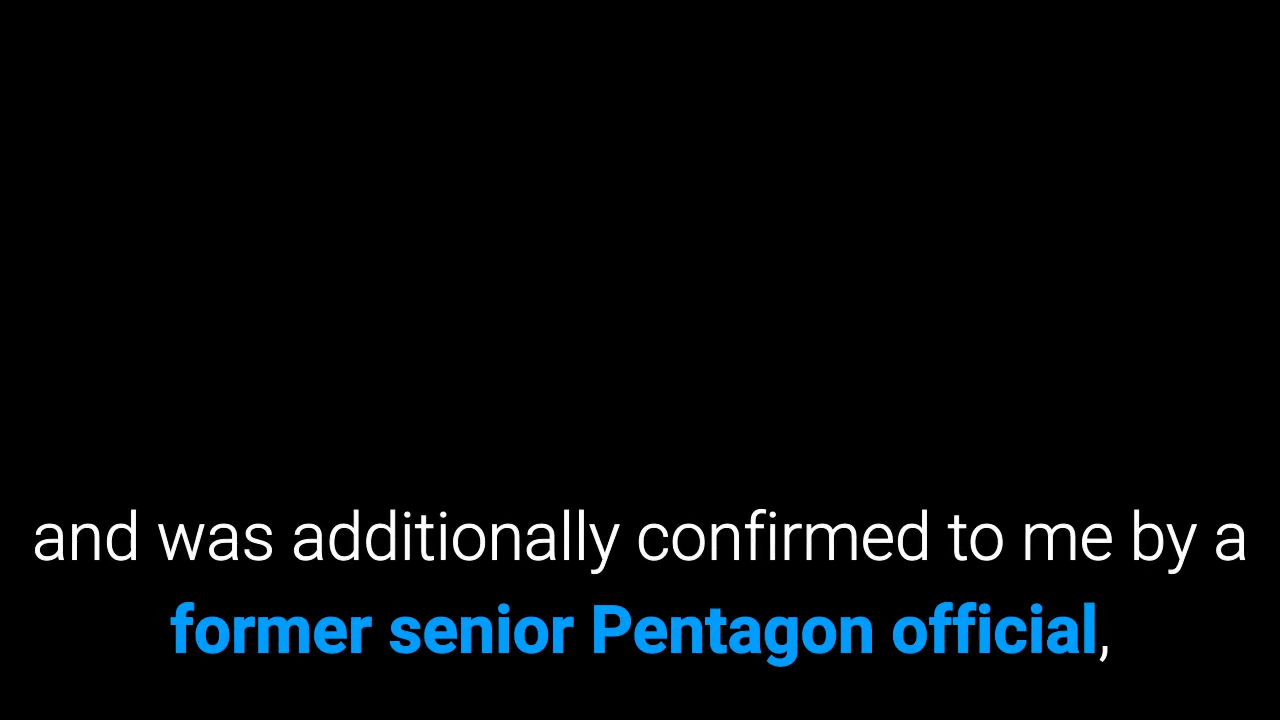 and was additionally confirmed to me by a
former senior Pentagon official,